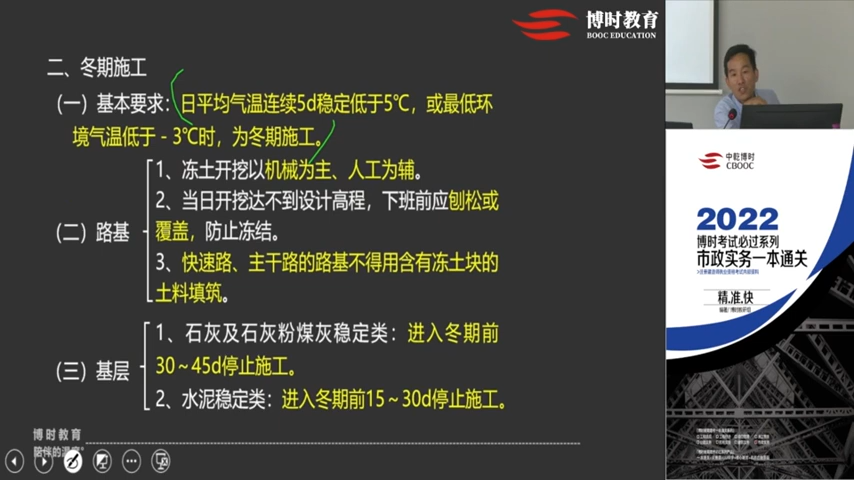 博时教育
BOOC EDUCATION
二、冬期施工
(一) 基本要求：日平均气温连续5d稳定低于5℃，或最低环
境气温低于－3℃时，为冬期施工。
(二) 路基
1、冻土开挖以机械为主、人工为辅。
2、当日开挖达不到设计高程，下班前应刨松或
覆盖，防止冻结。
3、快速路、主干路的路基不得用含有冻土块的
土料填筑。
(三) 基层
1、石灰及石灰粉煤灰稳定类：进入冬期前
30～45d停止施工。
2、水泥稳定类：进入冬期前15～30d停止施工。
博时教育
陪伴的温度
中乾博时
CBOOC
2022
博时考试必过系列
市政实务一本通关
精.准.快